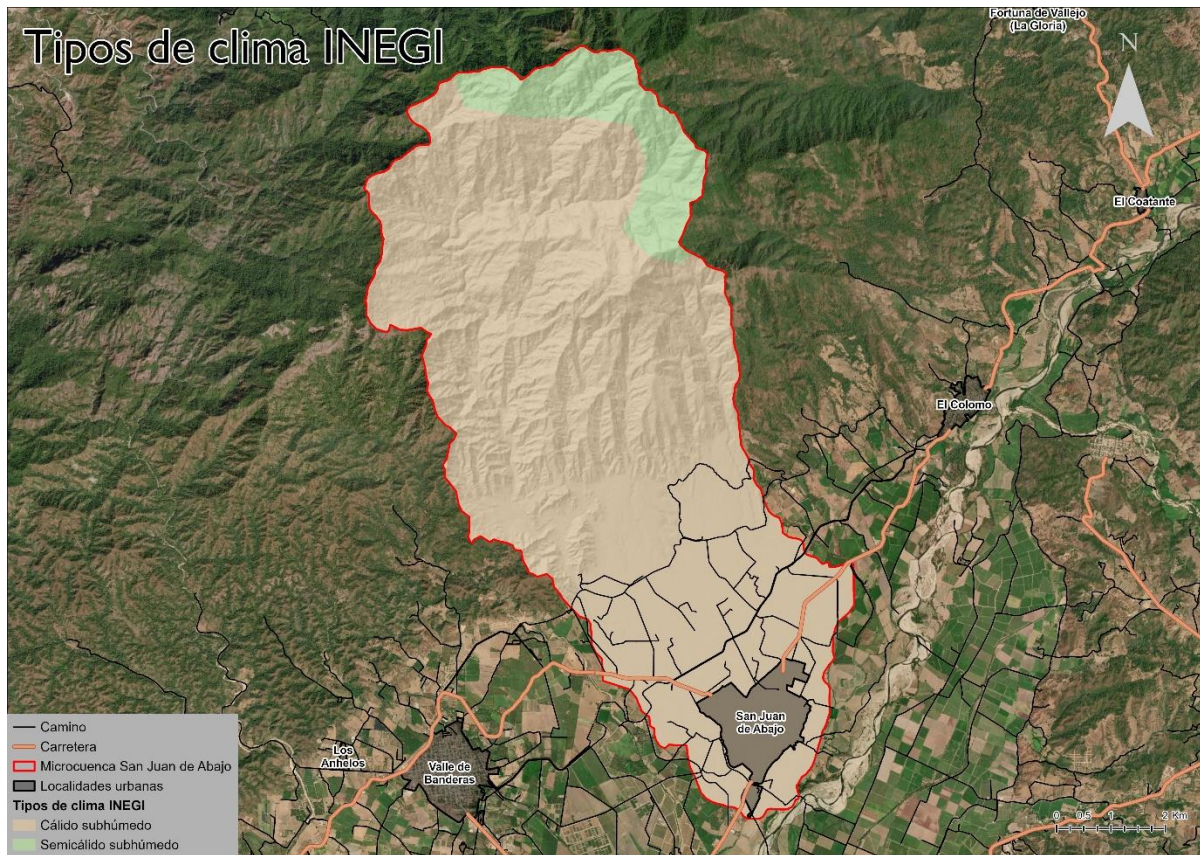 Tipos de clima INEGI
Fortuna de Vallejo
(La Gloria)
N
El Coatante
El Colomo
San Juan
de Abajo
Los
Anhelos
Valle de
Banderas
Camino
Carretera
Microcuenca San Juan de Abajo
Localidades urbanas
Tipos de clima INEGI
Cálido subhúmedo
Semicálido subhúmedo
0 0.5 1 2 Km